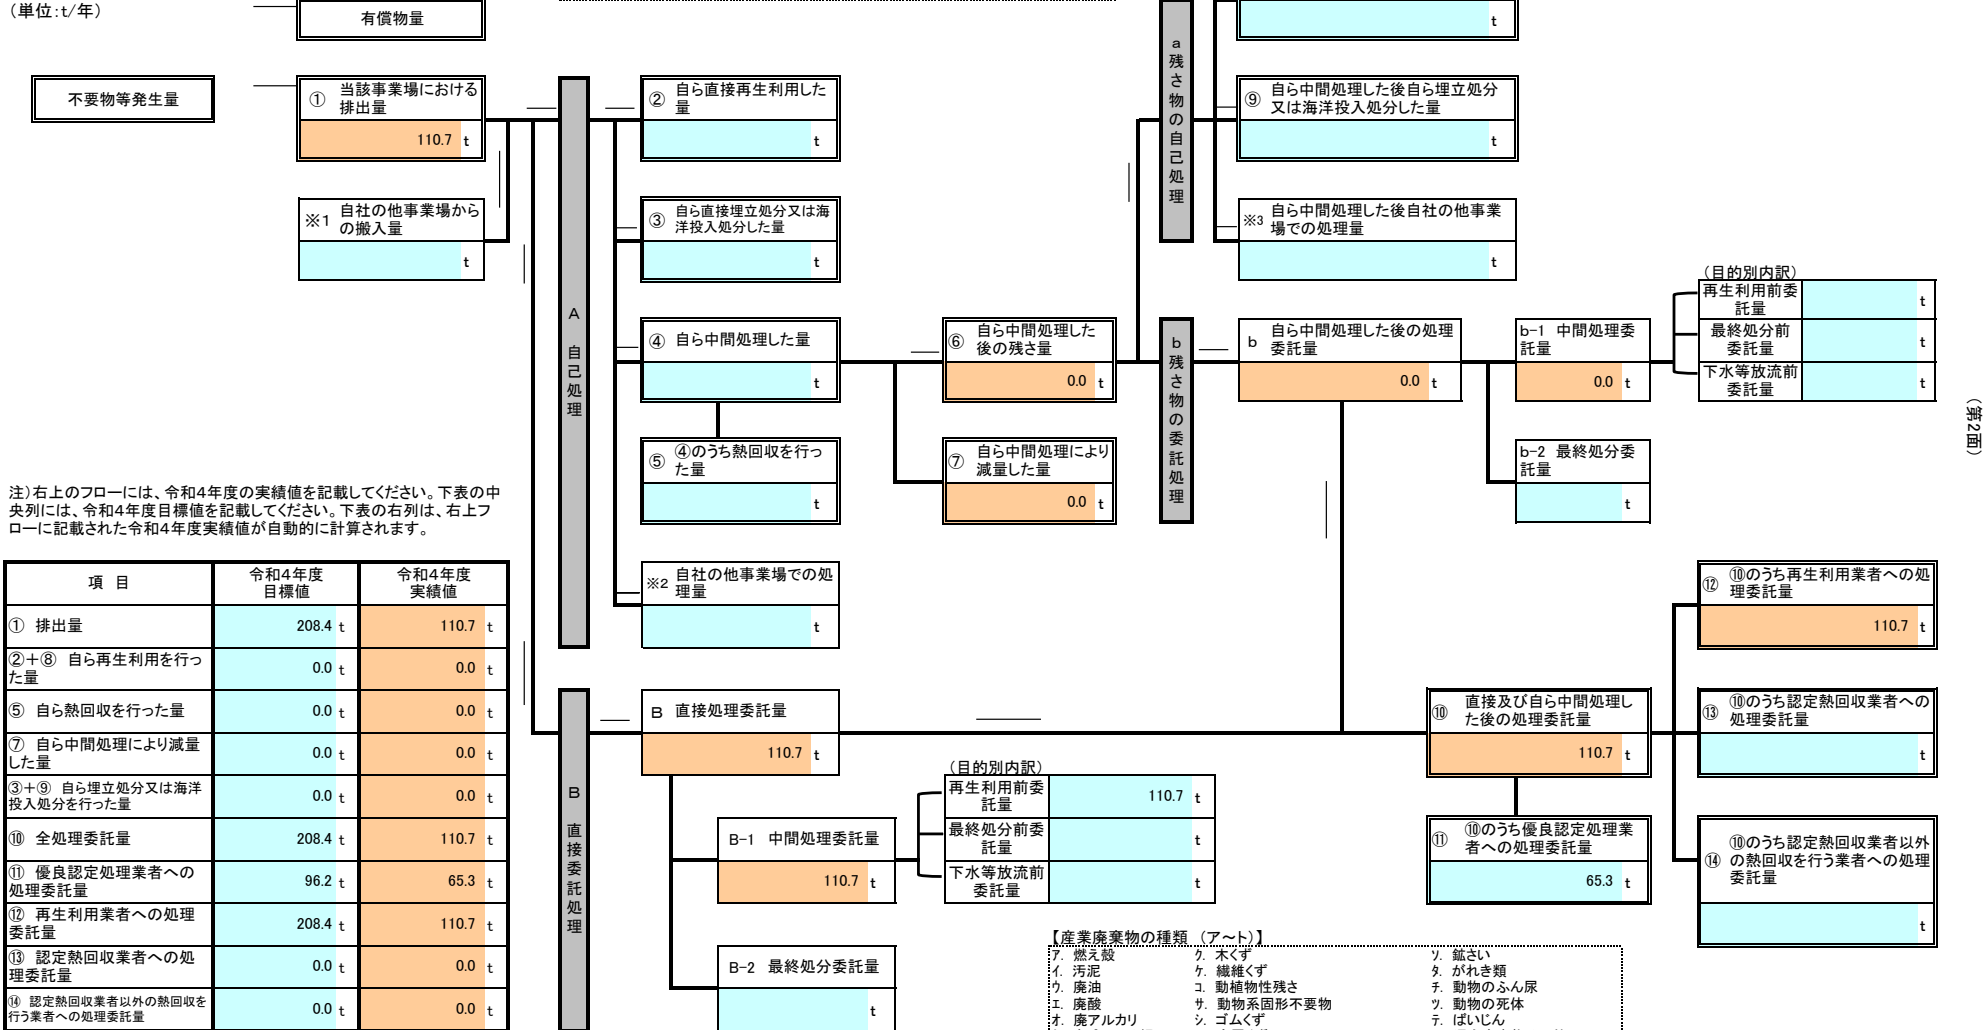 （単位：t/年）
有償物量
t
不要物等発生量
① 当該事業場における
排出量
110.7 t
※1 自社の他事業場から
の搬入量
t
A 自己処理
② 自ら直接再生利用した
量
t
③ 自ら直接埋立処分又は海
洋投入処分した量
t
④ 自ら中間処理した量
t
⑤ ④のうち熱回収を行っ
た量
t
※2 自社の他事業場での処
理量
t
⑥ 自ら中間処理した
後の残さ量
0.0 t
⑦ 自ら中間処理により
減量した量
0.0 t
a 残さ物の自己処理
⑨ 自ら中間処理した後自ら埋立処分
又は海洋投入処分した量
t
※3 自ら中間処理した後自社の他事業
場での処理量
t
b 残さ物の委託処理
b 自ら中間処理した後の処理
委託量
0.0 t
b-1 中間処理委
託量
0.0 t
b-2 最終処分委
託量
t
（目的別内訳）
再生利用前委
託量
t
最終処分前
委託量
t
下水等放流前
委託量
t
（第2面）
注）右上のフローには、令和4年度の実績値を記載してください。下表の中
央列には、令和4年度目標値を記載してください。下表の右列は、右上フ
ローに記載された令和4年度実績値が自動的に計算されます。
項 目 令和4年度
目標値 令和4年度
実績値
① 排出量 208.4 t 110.7 t
②＋⑧ 自ら再生利用を行っ
た量 0.0 t 0.0 t
⑤ 自ら熱回収を行った量 0.0 t 0.0 t
⑦ 自ら中間処理により減量
した量 0.0 t 0.0 t
③＋⑨ 自ら埋立処分又は海洋
投入処分を行った量 0.0 t 0.0 t
⑩ 全処理委託量 208.4 t 110.7 t
⑪ 優良認定処理業者への
処理委託量 96.2 t 65.3 t
⑫ 再生利用業者への処理
委託量 208.4 t 110.7 t
⑬ 認定熱回収業者への処
理委託量 0.0 t 0.0 t
⑭ 認定熱回収業者以外の熱回収を
行う業者への処理委託量 0.0 t 0.0 t
B 直接委託処理
B 直接処理委託量
110.7 t
B-1 中間処理委託量
110.7 t
B-2 最終処分委託量
t
（目的別内訳）
再生利用前委
託量
110.7 t
最終処分前委
託量
t
下水等放流前
委託量
t
⑩ 直接及び自ら中間処理し
た後の処理委託量
110.7 t
⑪ ⑩のうち優良認定処理業
者への処理委託量
65.3 t
⑫ ⑩のうち再生利用業者への処
理委託量
110.7 t
⑬ ⑩のうち認定熱回収業者への
処理委託量
t
⑭ ⑩のうち認定熱回収業者以外
の熱回収を行う業者への処理
委託量
t
【産業廃棄物の種類 （ア～ト）】
ア. 燃え殻 ク. 木くず ソ. 鉱さい
イ. 汚泥 ケ. 繊維くず タ. がれき類
ウ. 廃油 コ. 動植物性残さ チ. 動物のふん尿
エ. 廃酸 サ. 動物系固形不要物 ツ. 動物の死体
オ. 廃アルカリ シ. ゴムくず テ. ばいじん